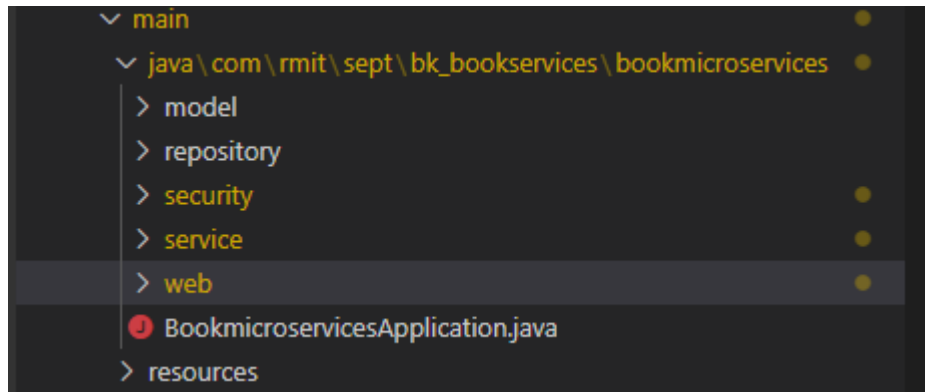 main
java\com\rmit\sept\bk_bookservices\bookmicroservices
model
repository
security
service
web
J BookmicroservicesApplication.java
resources